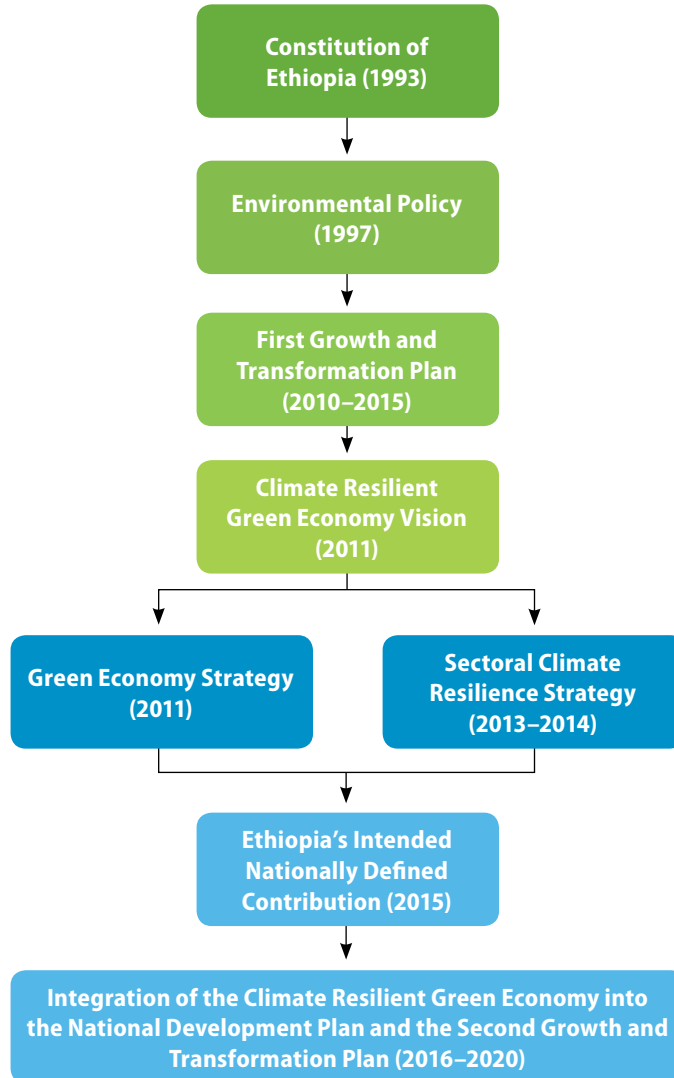 Constitution of
Ethiopia (1993)
Environmental Policy
(1997)
First Growth and
Transformation Plan
(2010–2015)
Climate Resilient
Green Economy Vision
(2011)
Green Economy Strategy
(2011)
Sectoral Climate
Resilience Strategy
(2013–2014)
Ethiopia's Intended
Nationally Defined
Contribution (2015)
Integration of the Climate Resilient Green Economy into
the National Development Plan and the Second Growth and
Transformation Plan (2016–2020)